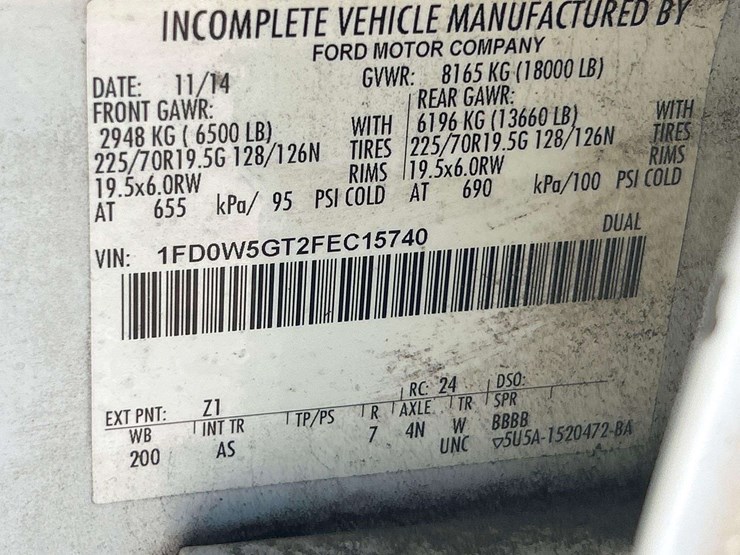 INCOMPLETE VEHICLE MANUFACTURED BY
FORD MOTOR COMPANY
DATE: 11/14 GVWR: 8165 KG (18000 LB)
FRONT GAWR: REAR GAWR:
2948 KG ( 6500 LB) WITH 6196 KG (13660 LB) WITH
225/70R19.5G 128/126N TIRES 225/70R19.5G 128/126N TIRES
19.5x6.0RW RIMS 19.5x6.0RW RIMS
AT 655 kPa/ 95 PSI COLD AT 690 kPa/100 PSI COLD
VIN: 1FD0W5GT2FEC15740 DUAL
EXT PNT: Z1 RC: 24 DSO:
WB INT TR TP/PS R AXLE TR SPR
200 AS 7 4N W BBBB
UNC ▽5U5A-1520472-BA